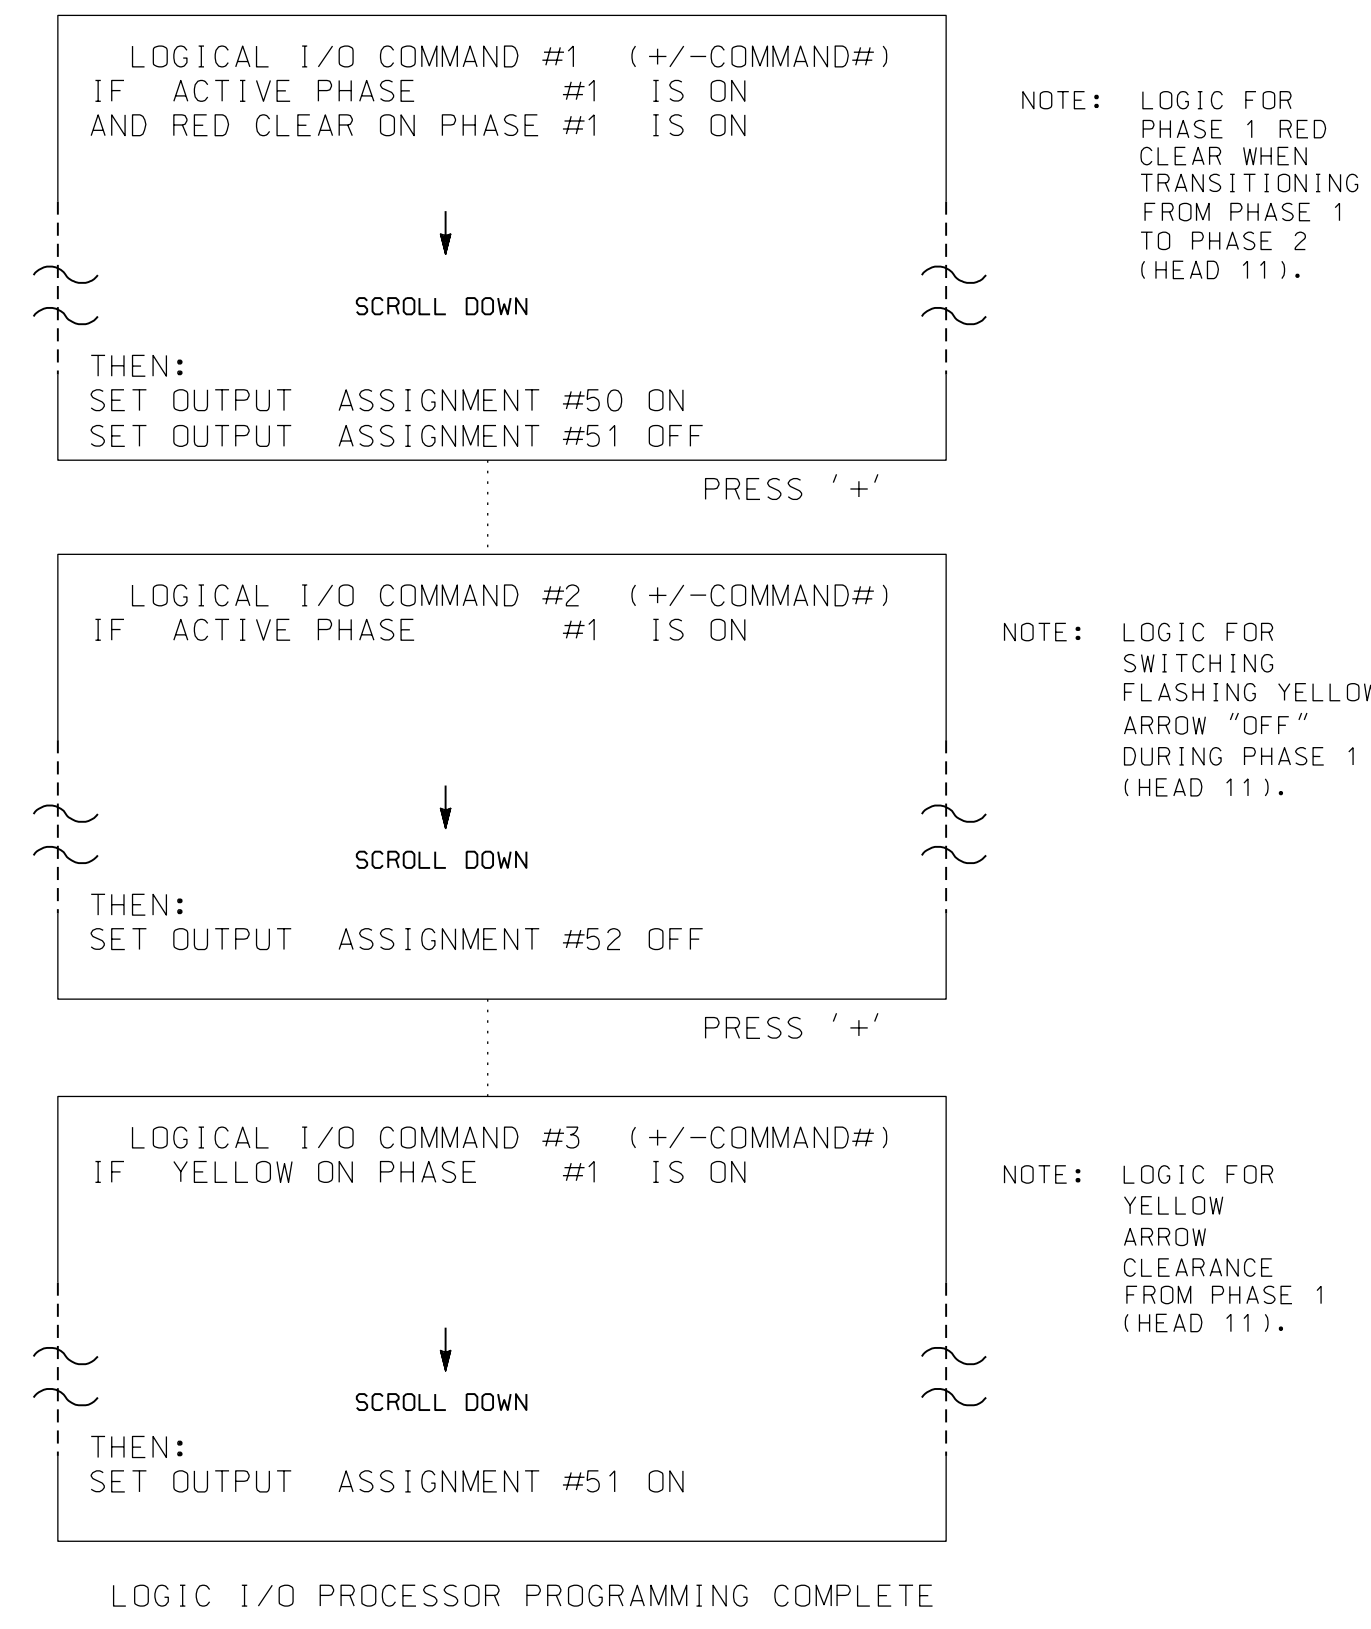 LOGICAL I/O COMMAND #1 (+/-COMMAND#)
IF ACTIVE PHASE #1 IS ON
AND RED CLEAR ON PHASE #1 IS ON
SCROLL DOWN
THEN:
SET OUTPUT ASSIGNMENT #50 ON
SET OUTPUT ASSIGNMENT #51 OFF
NOTE: LOGIC FOR
PHASE 1 RED
CLEAR WHEN
TRANSITIONING
FROM PHASE 1
TO PHASE 2
(HEAD 11).
PRESS '+'
LOGICAL I/O COMMAND #2 (+/-COMMAND#)
IF ACTIVE PHASE #1 IS ON
SCROLL DOWN
THEN:
SET OUTPUT ASSIGNMENT #52 OFF
NOTE: LOGIC FOR
SWITCHING
FLASHING YELLOW
ARROW "OFF"
DURING PHASE 1
(HEAD 11).
PRESS '+'
LOGICAL I/O COMMAND #3 (+/-COMMAND#)
IF YELLOW ON PHASE #1 IS ON
SCROLL DOWN
THEN:
SET OUTPUT ASSIGNMENT #51 ON
NOTE: LOGIC FOR
YELLOW
ARROW
CLEARANCE
FROM PHASE 1
(HEAD 11).
LOGIC I/O PROCESSOR PROGRAMMING COMPLETE